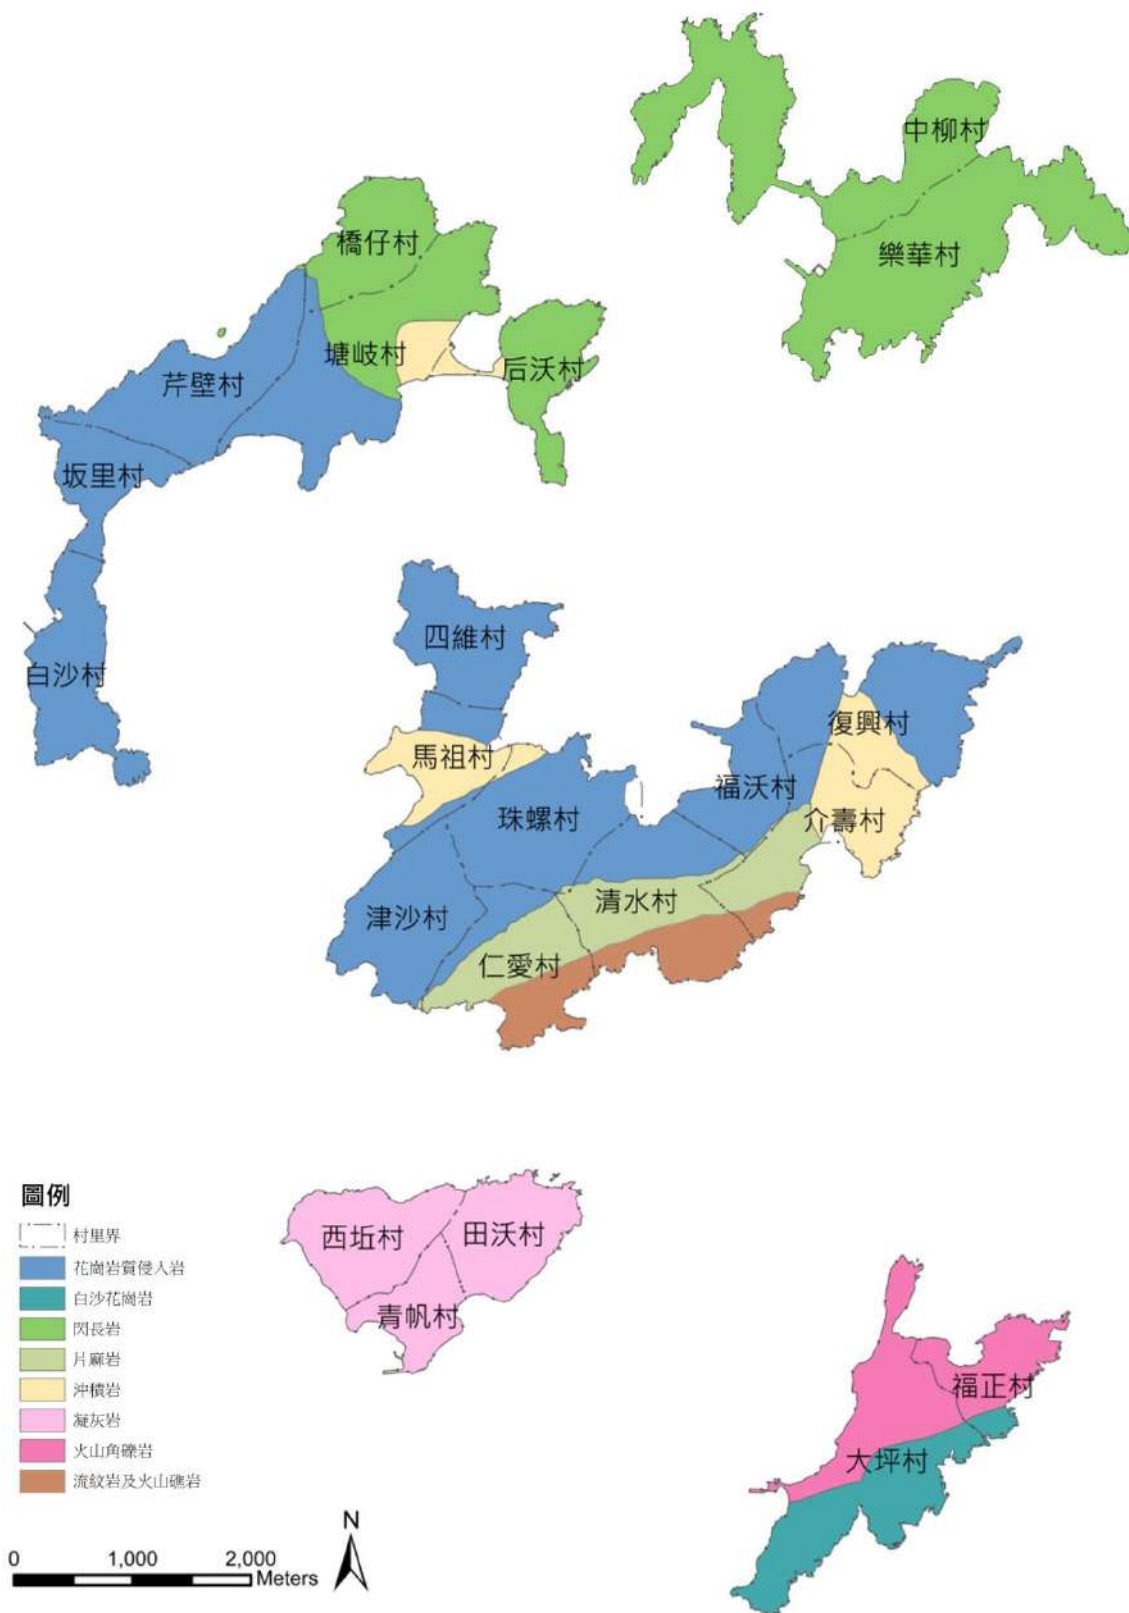 中柳村
樂華村
橋仔村
塘岐村
后沃村
芹壁村
坂里村
白沙村
四維村
復興村
馬祖村
福沃村
珠螺村
介壽村
清水村
津沙村
仁愛村
西坵村
田沃村
青帆村
福正村
大坪村
圖例
村里界
花崗岩質侵入岩
白沙花崗岩
閃長岩
片麻岩
沖積岩
凝灰岩
火山角礫岩
流紋岩及火山礁岩
N
0 1,000 2,000
Meters